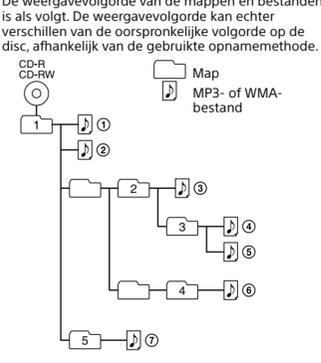 De weergavevolgorde van de mappen en bestanden
is als volgt. De weergavevolgorde kan echter
verschillen van de oorspronkelijke volgorde op de
disc, afhankelijk van de gebruikte opnamemethode.
CD-R
CD-RW
Map
MP3- of WMA-
bestand
1 ①
②
2 ③
3 ④
⑤
4 ⑥
5 ⑦